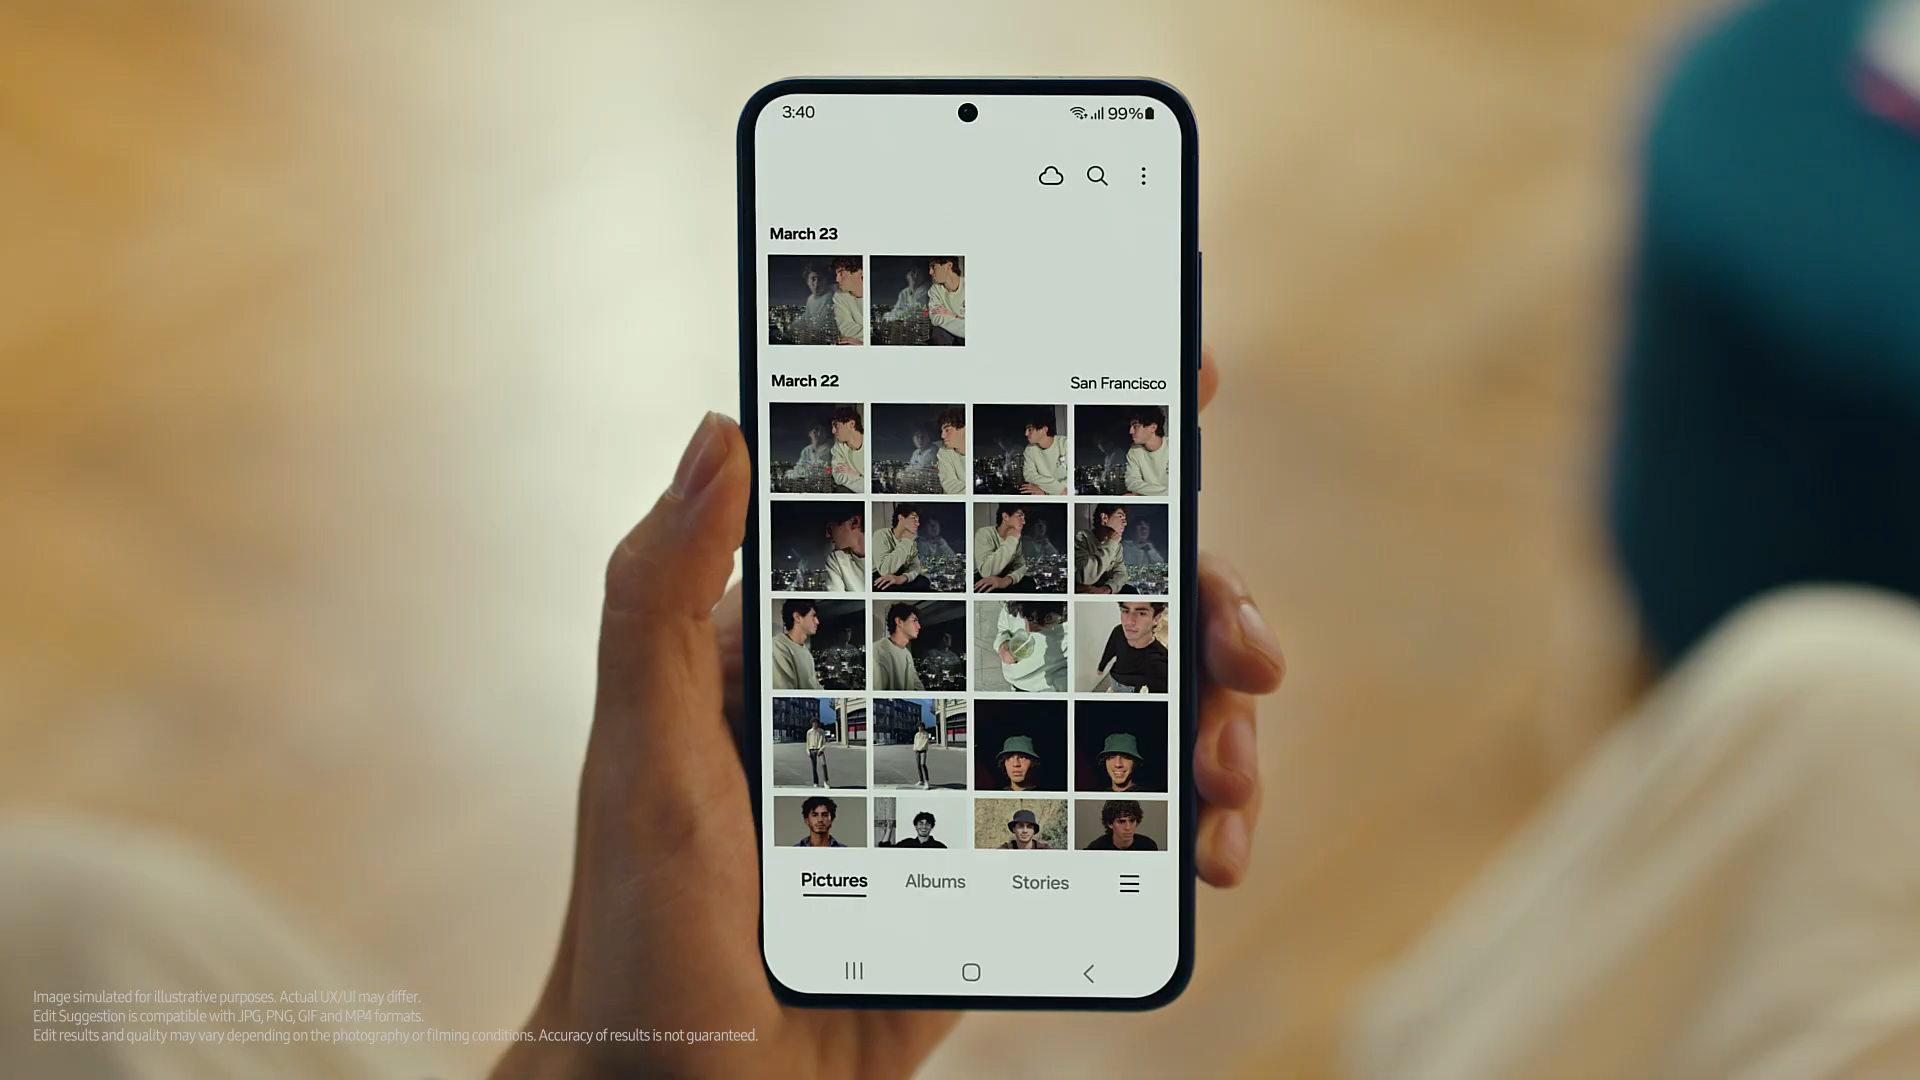 3:40
99%
March 23
March 22
San Francisco
Pictures
Albums
Stories
Image simulated for illustrative purposes. Actual UX/UI may differ.
Edit Suggestion is compatible with JPG, PNG, GIF and MP4 formats.
Edit results and quality may vary depending on the photography or filming conditions. Accuracy of results is not guaranteed.